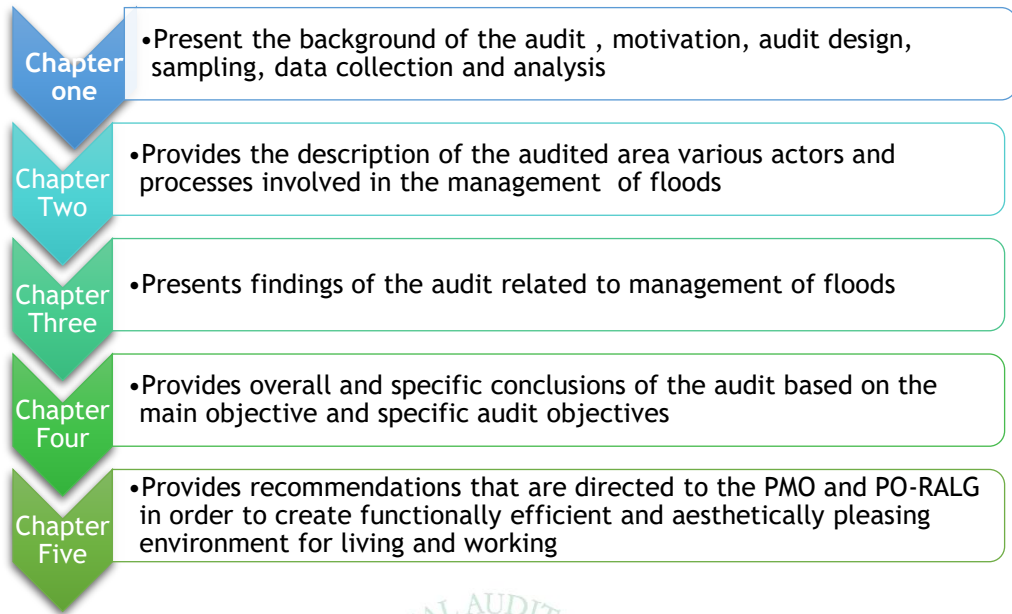 Chapter one
•Present the background of the audit , motivation, audit design,
sampling, data collection and analysis
Chapter Two
•Provides the description of the audited area various actors and
processes involved in the management of floods
Chapter Three
•Presents findings of the audit related to management of floods
Chapter Four
•Provides overall and specific conclusions of the audit based on the
main objective and specific audit objectives
Chapter Five
•Provides recommendations that are directed to the PMO and PO-RALG
in order to create functionally efficient and aesthetically pleasing
environment for living and working